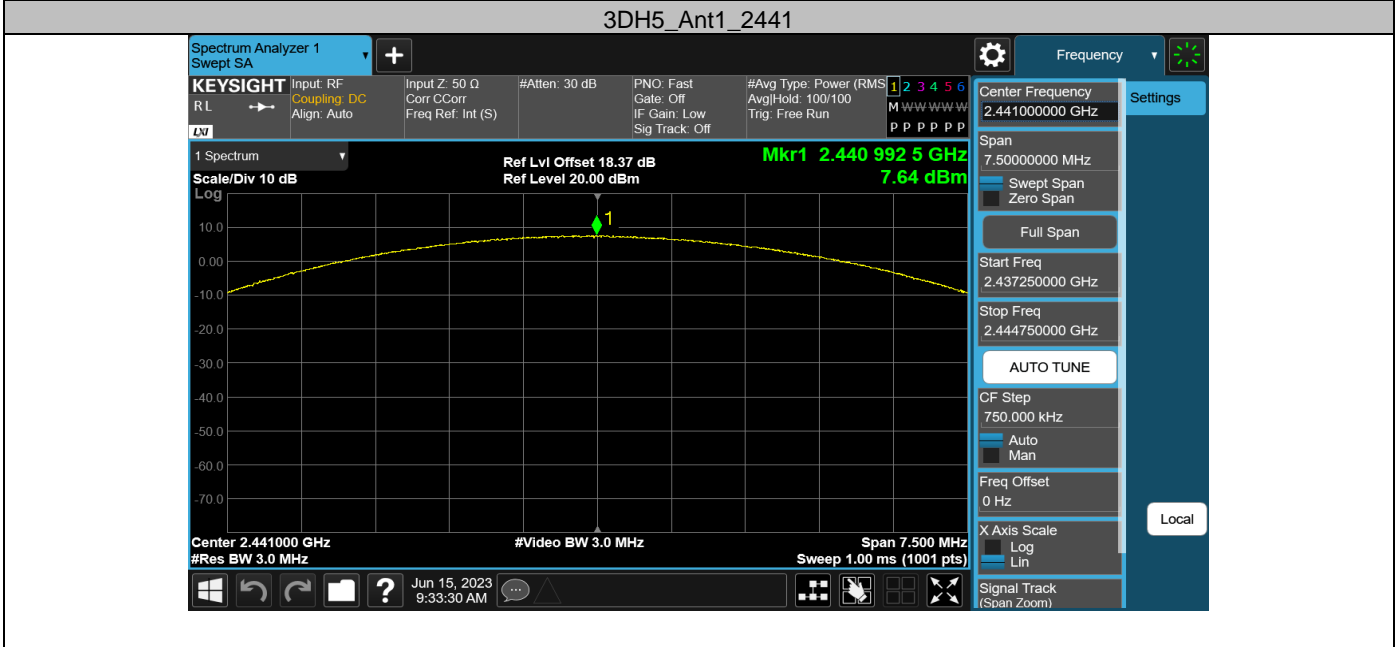 3DH5_Ant1_2441
Spectrum Analyzer 1
Swept SA
+
Frequency
KEYSIGHT
R L
LXI
Input: RF
Coupling: DC
Align: Auto
Input Z: 50 Ω
Corr CCorr
Freq Ref: Int (S)
#Atten: 30 dB
PNO: Fast
Gate: Off
IF Gain: Low
Sig Track: Off
#Avg Type: Power (RMS
Avg|Hold: 100/100
Trig: Free Run
1 2 3 4 5 6
M W W W W W
P P P P P P
1 Spectrum
Scale/Div 10 dB
Log
Ref Lvl Offset 18.37 dB
Ref Level 20.00 dBm
Mkr1 2.440 992 5 GHz
7.64 dBm
1
10.0
0.00
-10.0
-20.0
-30.0
-40.0
-50.0
-60.0
-70.0
Center 2.441000 GHz
#Res BW 3.0 MHz
#Video BW 3.0 MHz
Span 7.500 MHz
Sweep 1.00 ms (1001 pts)
Center Frequency
2.441000000 GHz
Span
7.50000000 MHz
Swept Span
Zero Span
Full Span
Start Freq
2.437250000 GHz
Stop Freq
2.444750000 GHz
AUTO TUNE
CF Step
750.000 kHz
Auto
Man
Freq Offset
0 Hz
X Axis Scale
Log
Lin
Signal Track
(Span Zoom)
Settings
Local
?
Jun 15, 2023
9:33:30 AM